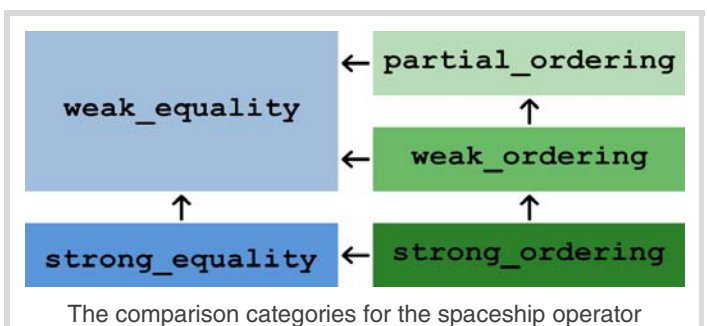 partial_ordering
weak_equality
weak_ordering
strong_equality
strong_ordering
The comparison categories for the spaceship operator